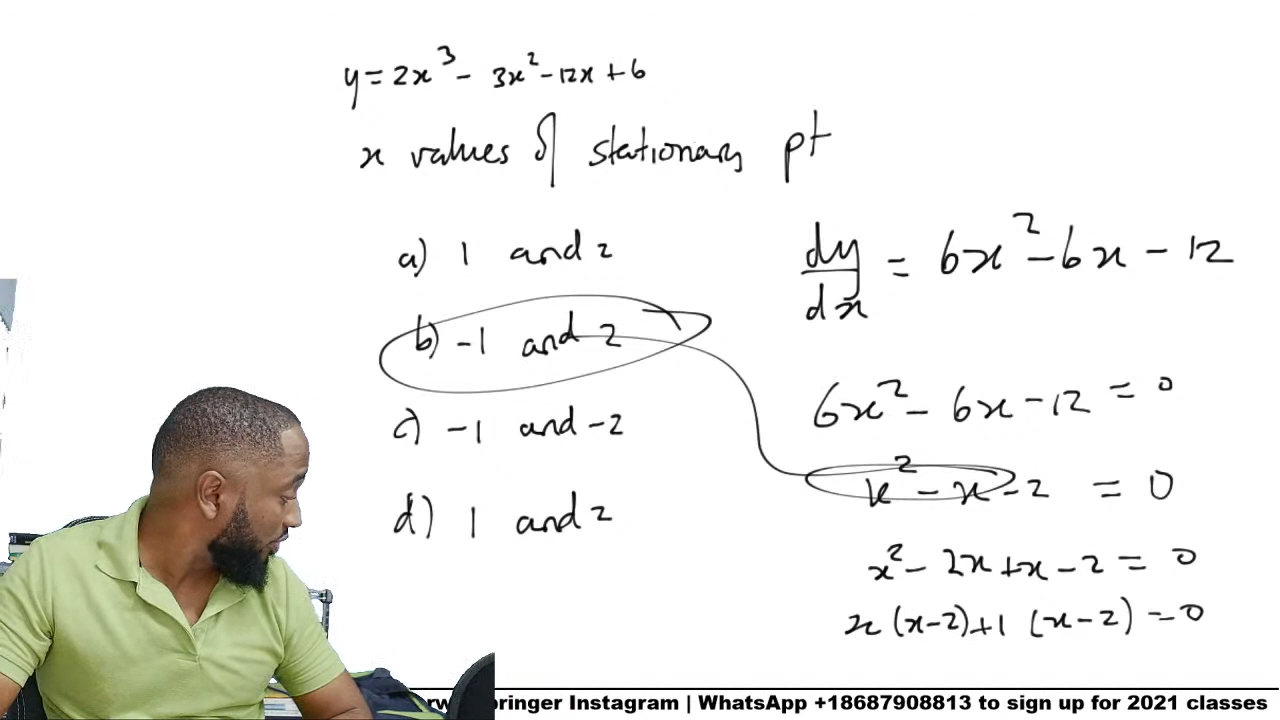 y = 2x³ - 3x² - 12x + 6
x values of stationary pt
a) 1 and 2
b) -1 and 2
c) -1 and -2
d) 1 and 2
dy/dx = 6x² - 6x - 12
6x² - 6x - 12 = 0
x² - x - 2 = 0
x² - 2x + x - 2 = 0
x (x-2) + 1 (x-2) = 0
Instagram | WhatsApp +18687908813 to sign up for 2021 classes